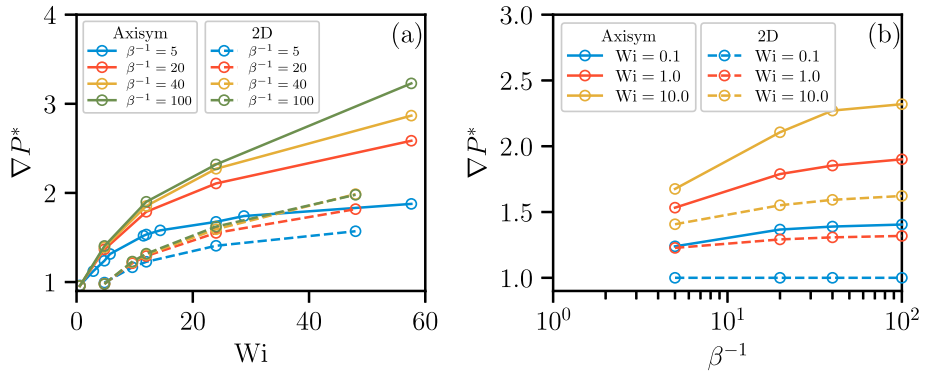 (a)
Axisym
β⁻¹ = 5
β⁻¹ = 20
β⁻¹ = 40
β⁻¹ = 100
2D
β⁻¹ = 5
β⁻¹ = 20
β⁻¹ = 40
β⁻¹ = 100
∇P*
4
3
2
1
0 20 40 60
Wi
(b)
Axisym
Wi = 0.1
Wi = 1.0
Wi = 10.0
2D
Wi = 0.1
Wi = 1.0
Wi = 10.0
∇P*
3.0
2.5
2.0
1.5
1.0
10⁰ 10¹ 10²
β⁻¹